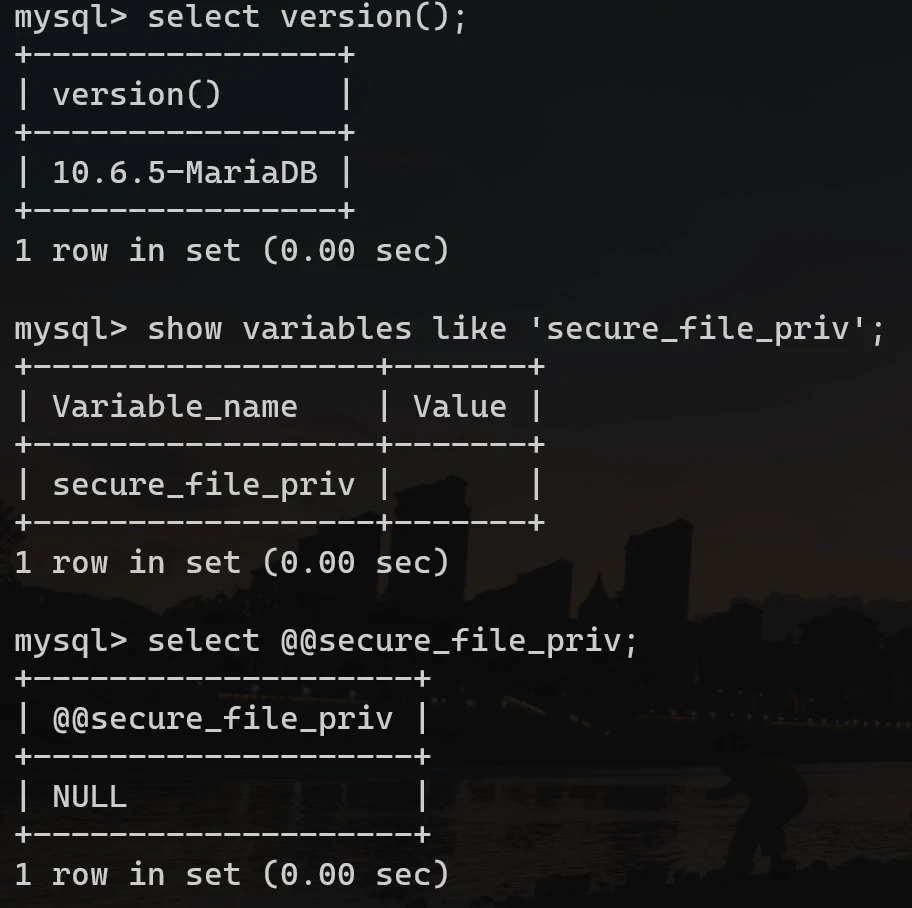 mysql> select version();
+----------------+
| version()      |
+----------------+
| 10.6.5-MariaDB |
+----------------+
1 row in set (0.00 sec)

mysql> show variables like 'secure_file_priv';
+------------------+-------+
| Variable_name    | Value |
+------------------+-------+
| secure_file_priv |       |
+------------------+-------+
1 row in set (0.00 sec)

mysql> select @@secure_file_priv;
+--------------------+
| @@secure_file_priv |
+--------------------+
| NULL               |
+--------------------+
1 row in set (0.00 sec)